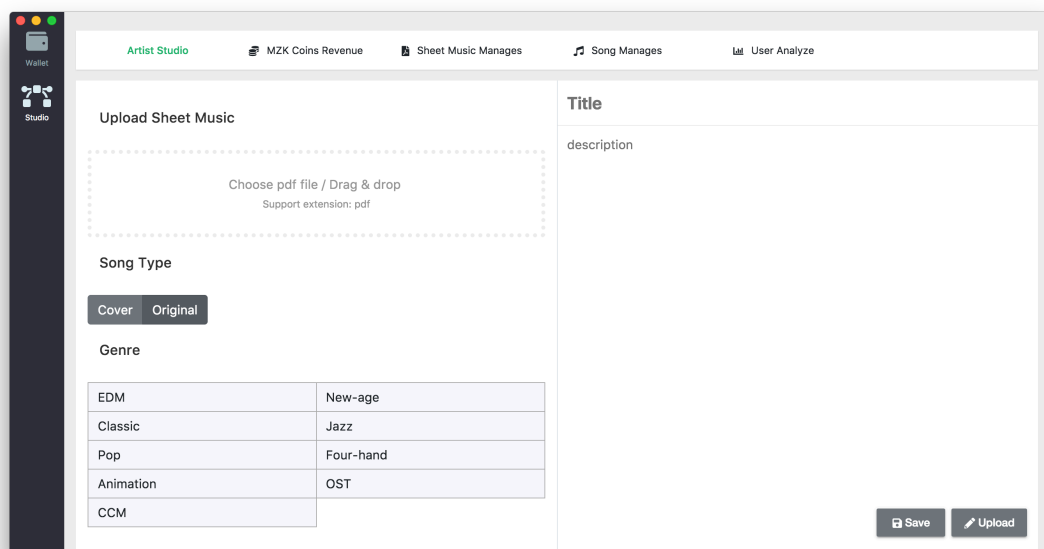 Wallet
Studio
Artist Studio
MZK Coins Revenue
Sheet Music Manages
Song Manages
User Analyze
Upload Sheet Music
Choose pdf file / Drag & drop
Support extension: pdf
Song Type
Cover
Original
Genre
EDM
New-age
Classic
Jazz
Pop
Four-hand
Animation
OST
CCM
Title
description
Save
Upload